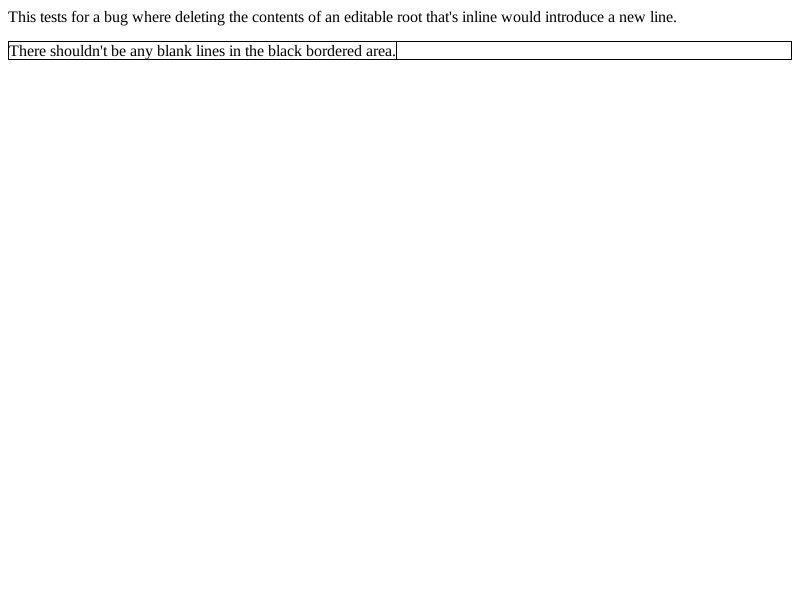 This tests for a bug where deleting the contents of an editable root that's inline would introduce a new line.
There shouldn't be any blank lines in the black bordered area.